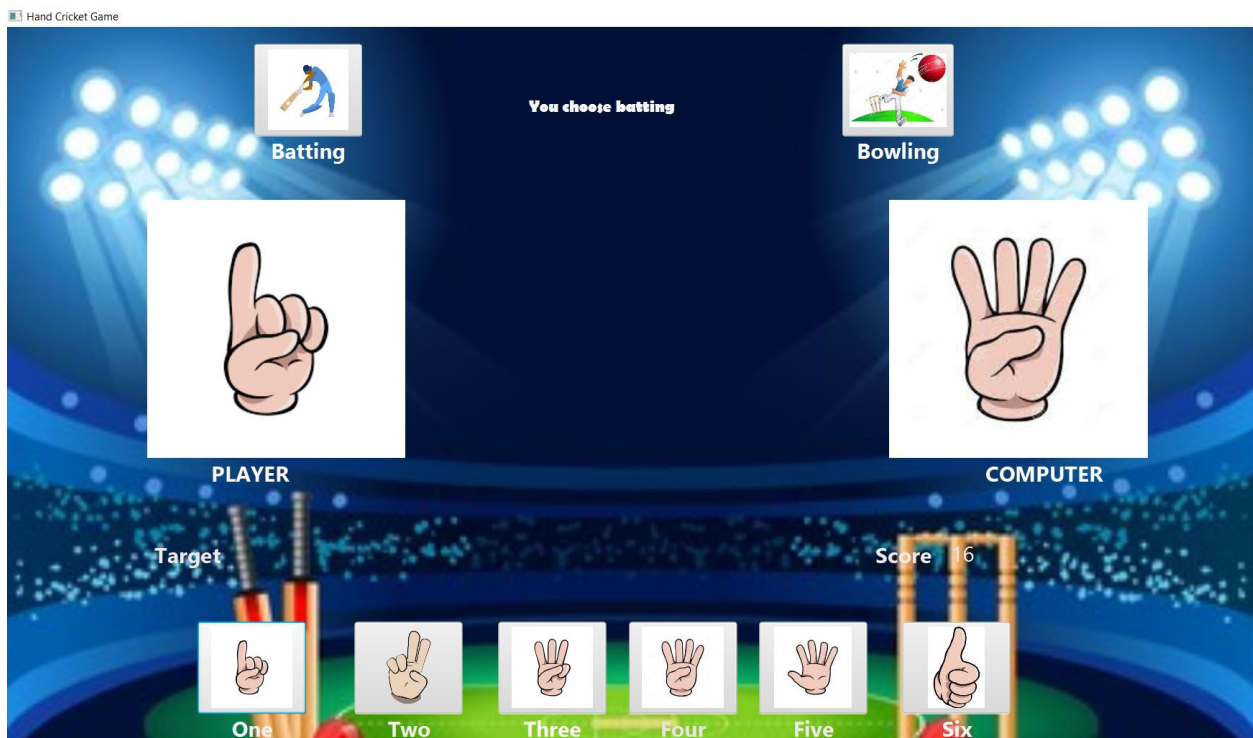 Hand Cricket Game
You choose batting
Batting
Bowling
PLAYER
COMPUTER
Target
Score 16
One
Two
Three
Four
Five
Six